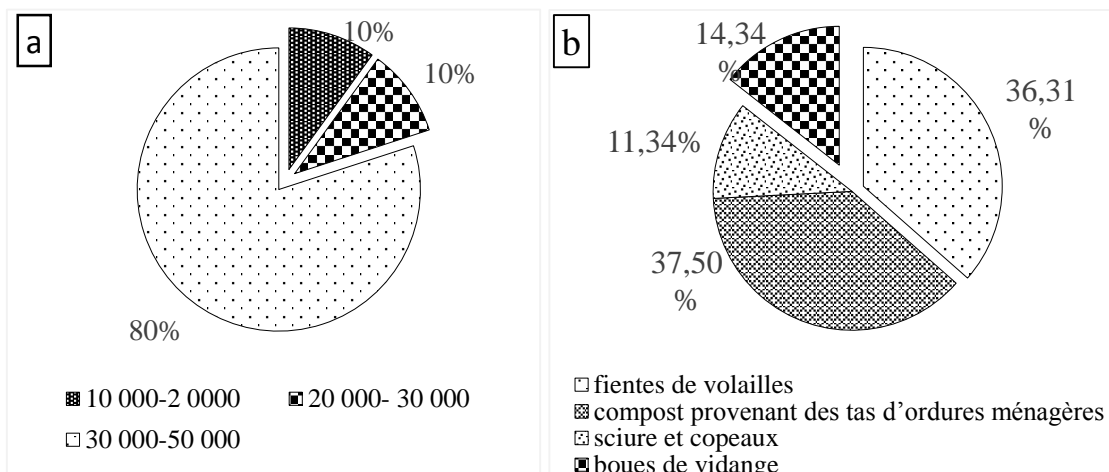 a
10%
10%
80%
10 000-2 0000
20 000- 30 000
30 000-50 000
b
14,34
%
36,31
%
11,34%
37,50
%
fientes de volailles
compost provenant des tas d’ordures ménagères
sciure et copeaux
boues de vidange